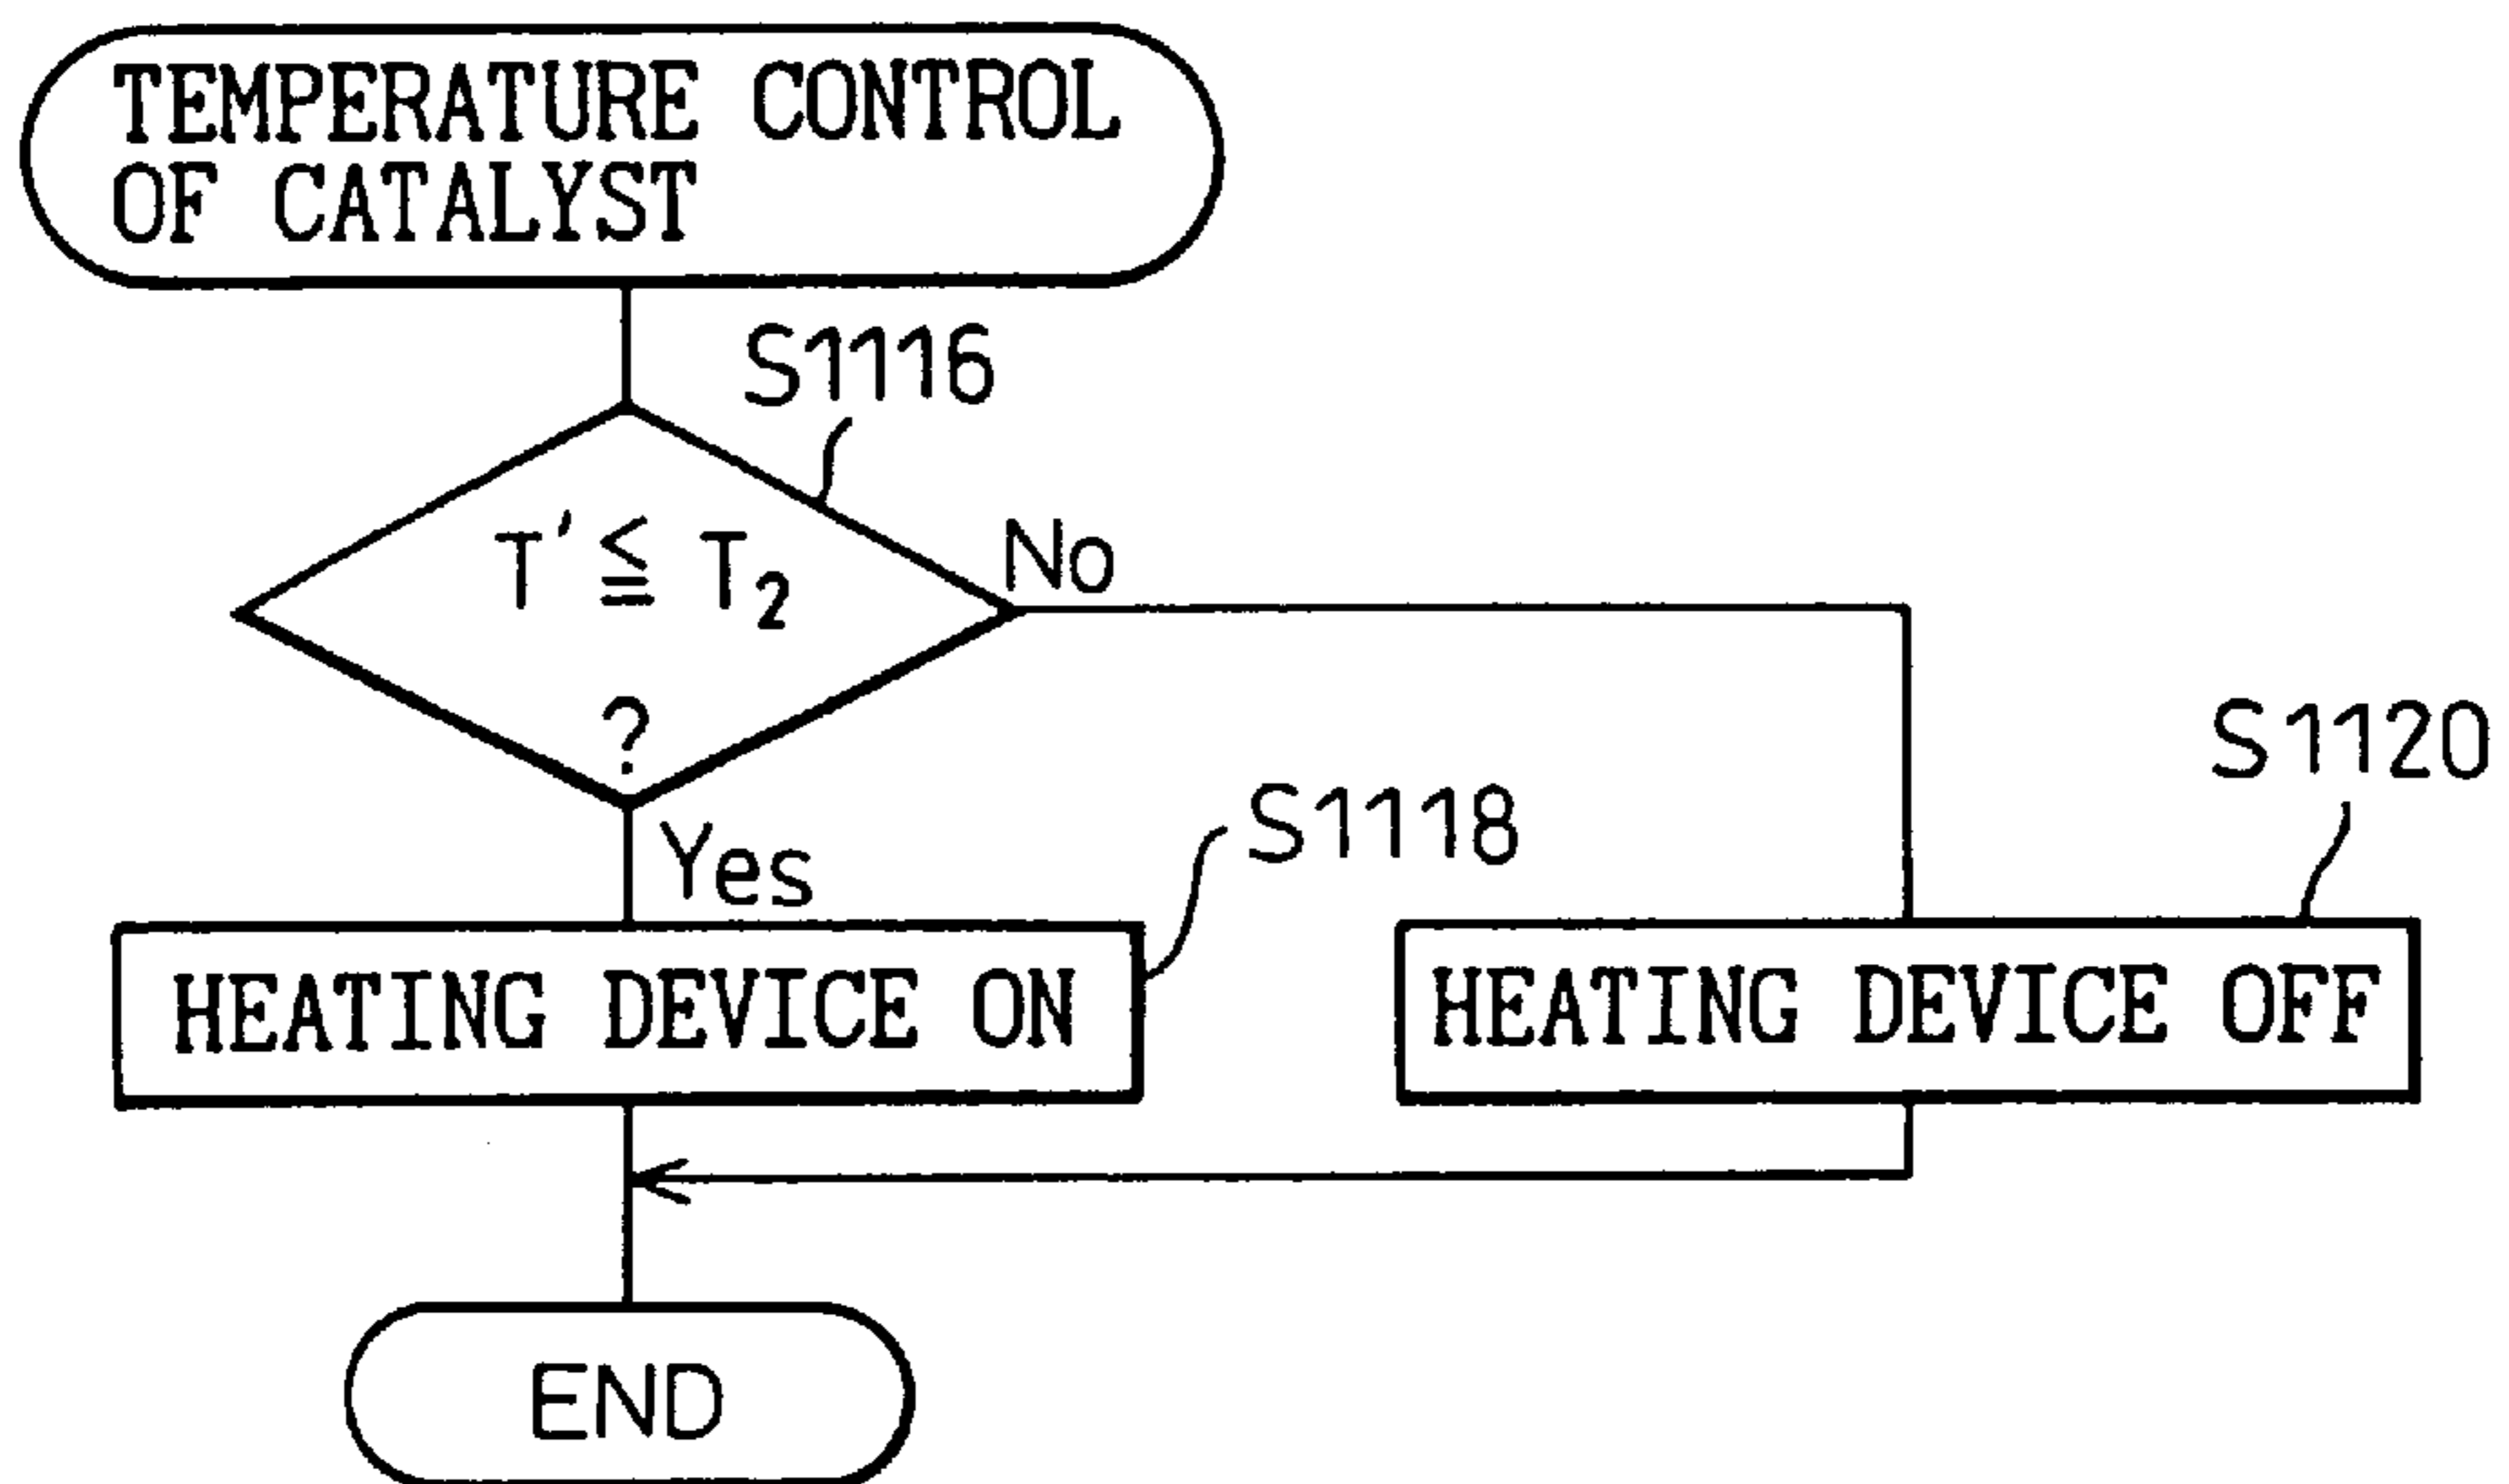 TEMPERATURE CONTROL
OF CATALYST
S1116
T' ≦ T₂
?
No
Yes
S1118
S1120
HEATING DEVICE ON
HEATING DEVICE OFF
END